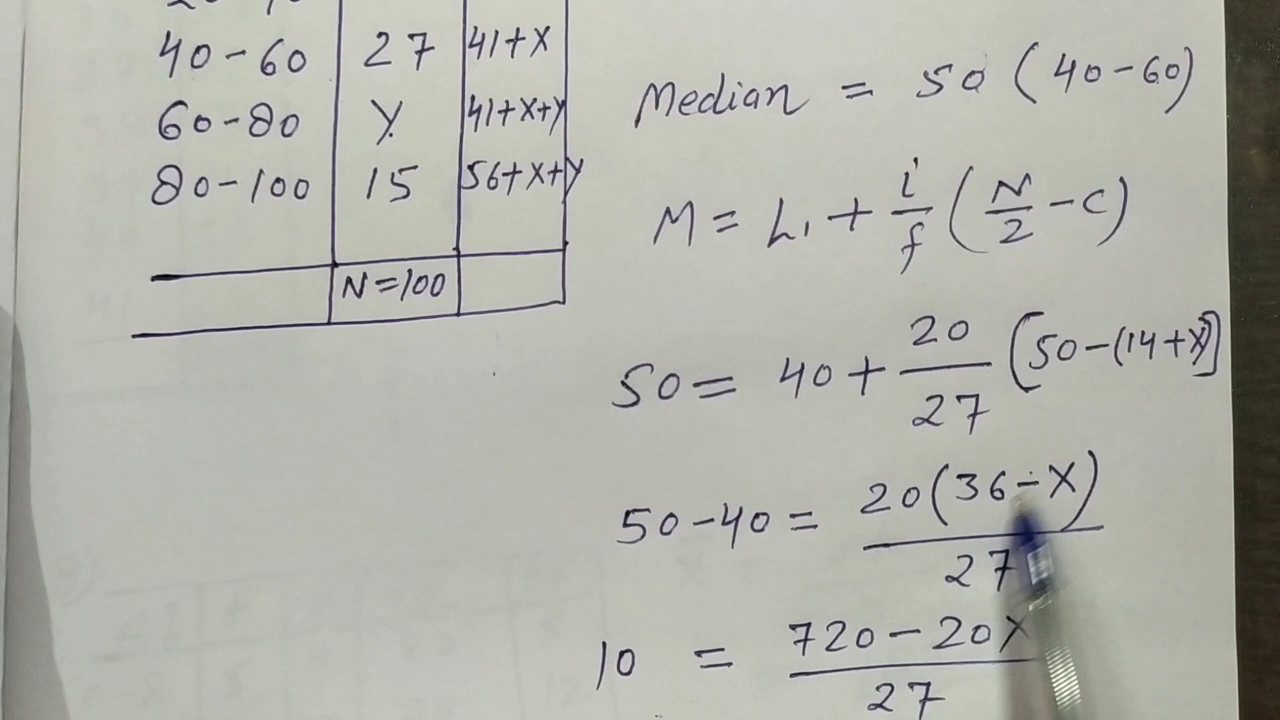 40-60 27 41+X
60-80 Y 41+X+Y
80-100 15 56+X+Y
N=100
Median = 50 (40-60)
M = L1 + i/f (N/2 - C)
50 = 40 + 20/27 [50-(14+X)]
50-40 = 20(36-X)/27
10 = 720-20X/27